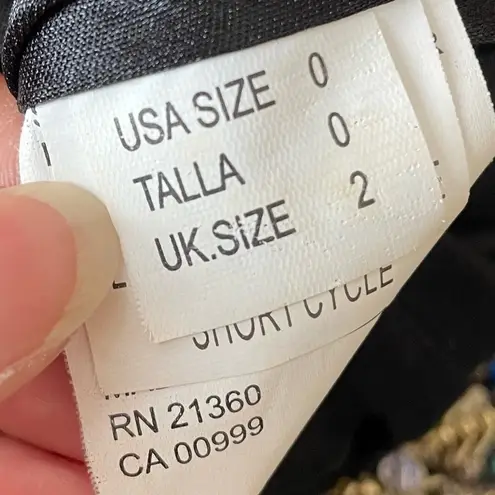 USA SIZE 0
TALLA 0
UK.SIZE 2
SHORT CYCLE
RN 21360
CA 00999